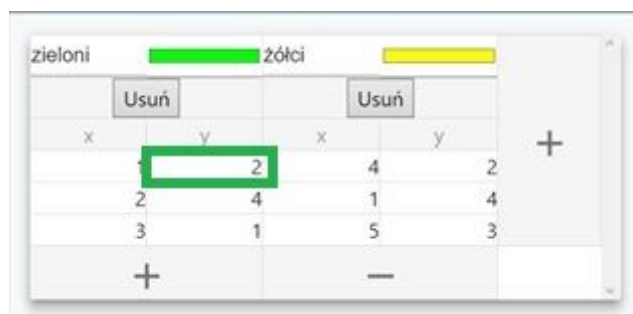 zieloni żółci
Usuń Usuń
x y x y
1 2 4 2
2 4 1 4
3 1 5 3
+ −
+